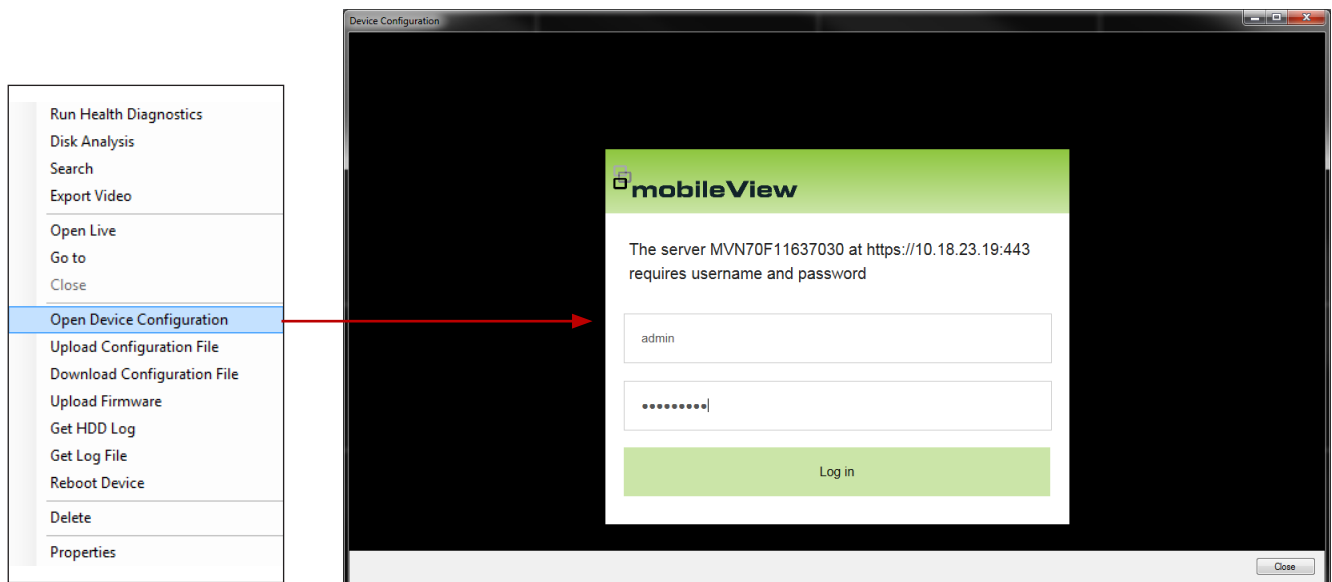 Run Health Diagnostics
Disk Analysis
Search
Export Video
Open Live
Go to
Close
Open Device Configuration
Upload Configuration File
Download Configuration File
Upload Firmware
Get HDD Log
Get Log File
Reboot Device
Delete
Properties
Device Configuration
mobileView
The server MVN70F11637030 at https://10.18.23.19:443
requires username and password
admin
•••••••••
Log in
Close